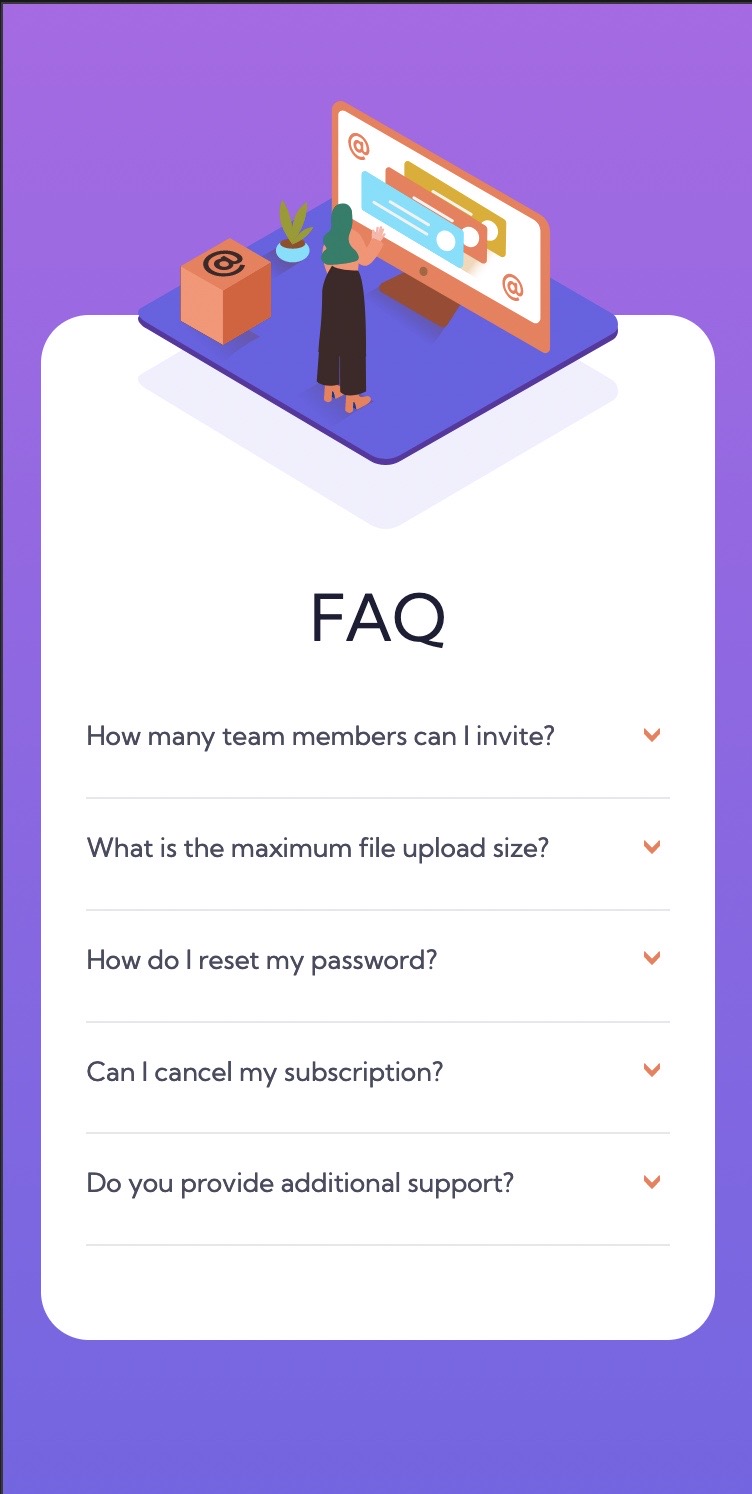 @
@
@
FAQ
How many team members can I invite?
What is the maximum file upload size?
How do I reset my password?
Can I cancel my subscription?
Do you provide additional support?